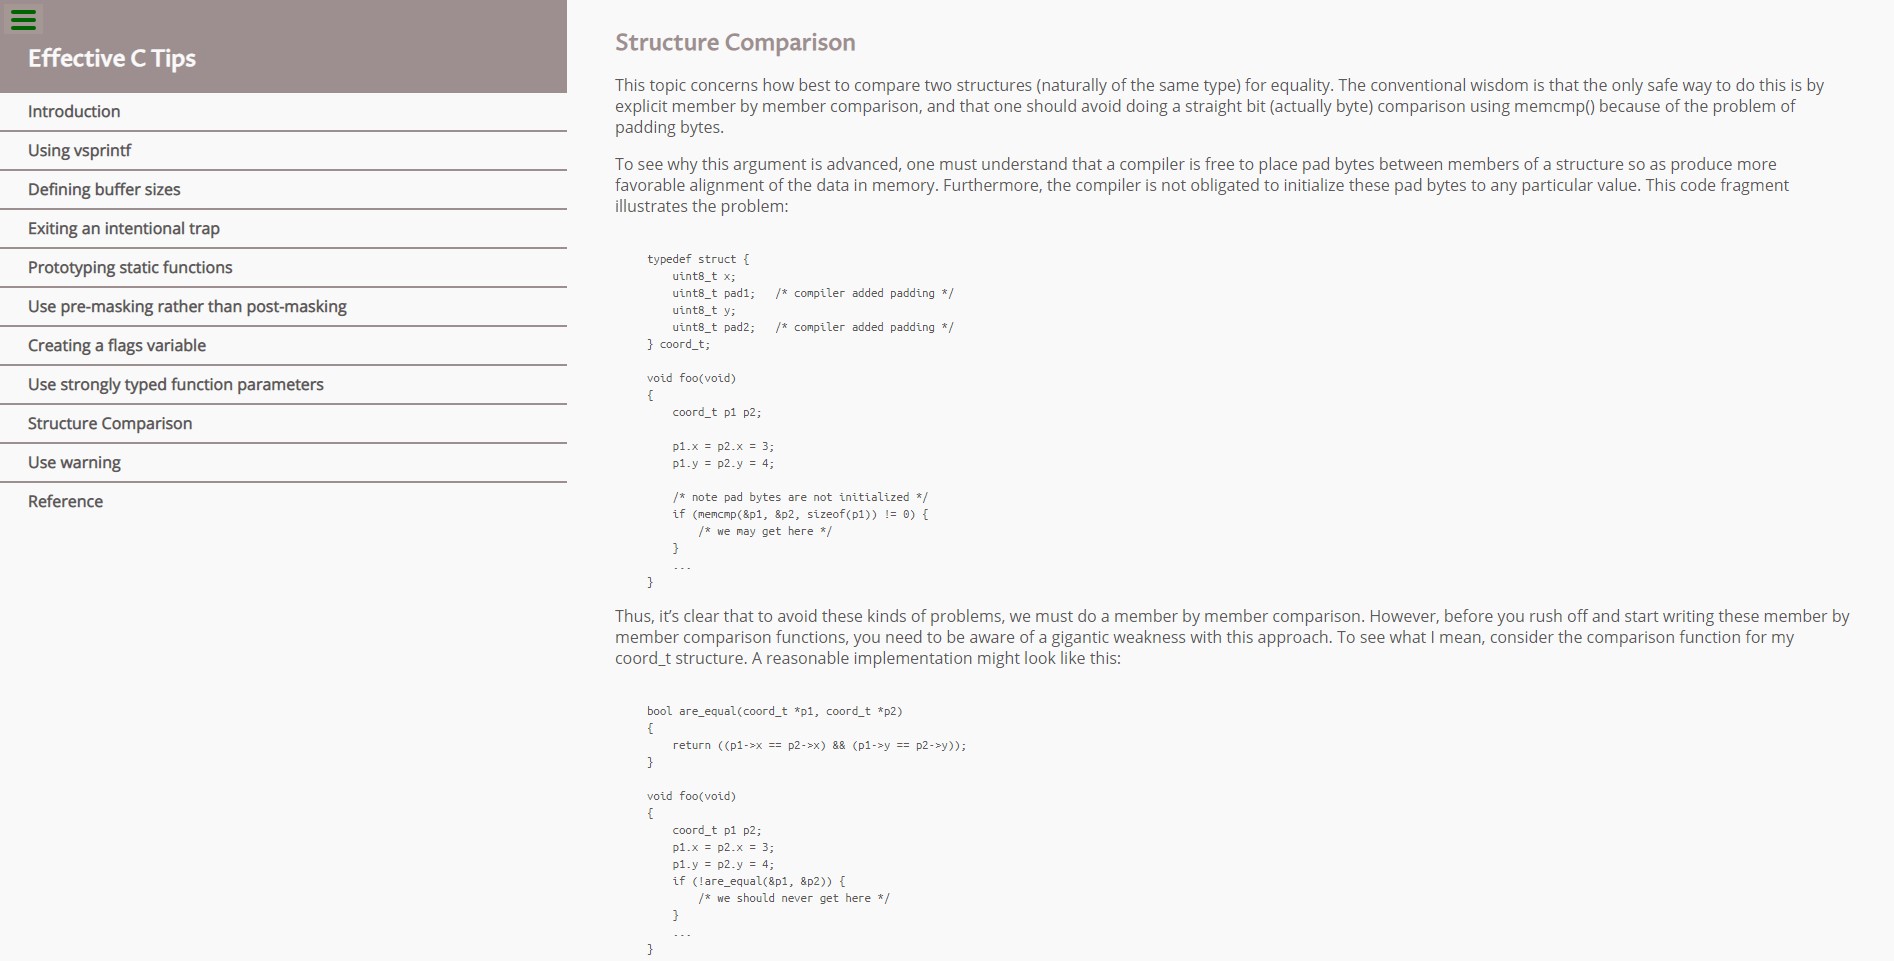 Effective C Tips
Introduction
Using vsprintf
Defining buffer sizes
Exiting an intentional trap
Prototyping static functions
Use pre-masking rather than post-masking
Creating a flags variable
Use strongly typed function parameters
Structure Comparison
Use warning
Reference
Structure Comparison
This topic concerns how best to compare two structures (naturally of the same type) for equality. The conventional wisdom is that the only safe way to do this is by
explicit member by member comparison, and that one should avoid doing a straight bit (actually byte) comparison using memcmp() because of the problem of
padding bytes.
To see why this argument is advanced, one must understand that a compiler is free to place pad bytes between members of a structure so as produce more
favorable alignment of the data in memory. Furthermore, the compiler is not obligated to initialize these pad bytes to any particular value. This code fragment
illustrates the problem:
typedef struct {
    uint8_t x;
    uint8_t pad1;   /* compiler added padding */
    uint8_t y;
    uint8_t pad2;   /* compiler added padding */
} coord_t;
void foo(void)
{
    coord_t p1 p2;
    p1.x = p2.x = 3;
    p1.y = p2.y = 4;
    /* note pad bytes are not initialized */
    if (memcmp(&p1, &p2, sizeof(p1)) != 0) {
        /* we may get here */
    }
    ...
}
Thus, it’s clear that to avoid these kinds of problems, we must do a member by member comparison. However, before you rush off and start writing these member by
member comparison functions, you need to be aware of a gigantic weakness with this approach. To see what I mean, consider the comparison function for my
coord_t structure. A reasonable implementation might look like this:
bool are_equal(coord_t *p1, coord_t *p2)
{
    return ((p1->x == p2->x) && (p1->y == p2->y));
}
void foo(void)
{
    coord_t p1 p2;
    p1.x = p2.x = 3;
    p1.y = p2.y = 4;
    if (!are_equal(&p1, &p2)) {
        /* we should never get here */
    }
    ...
}